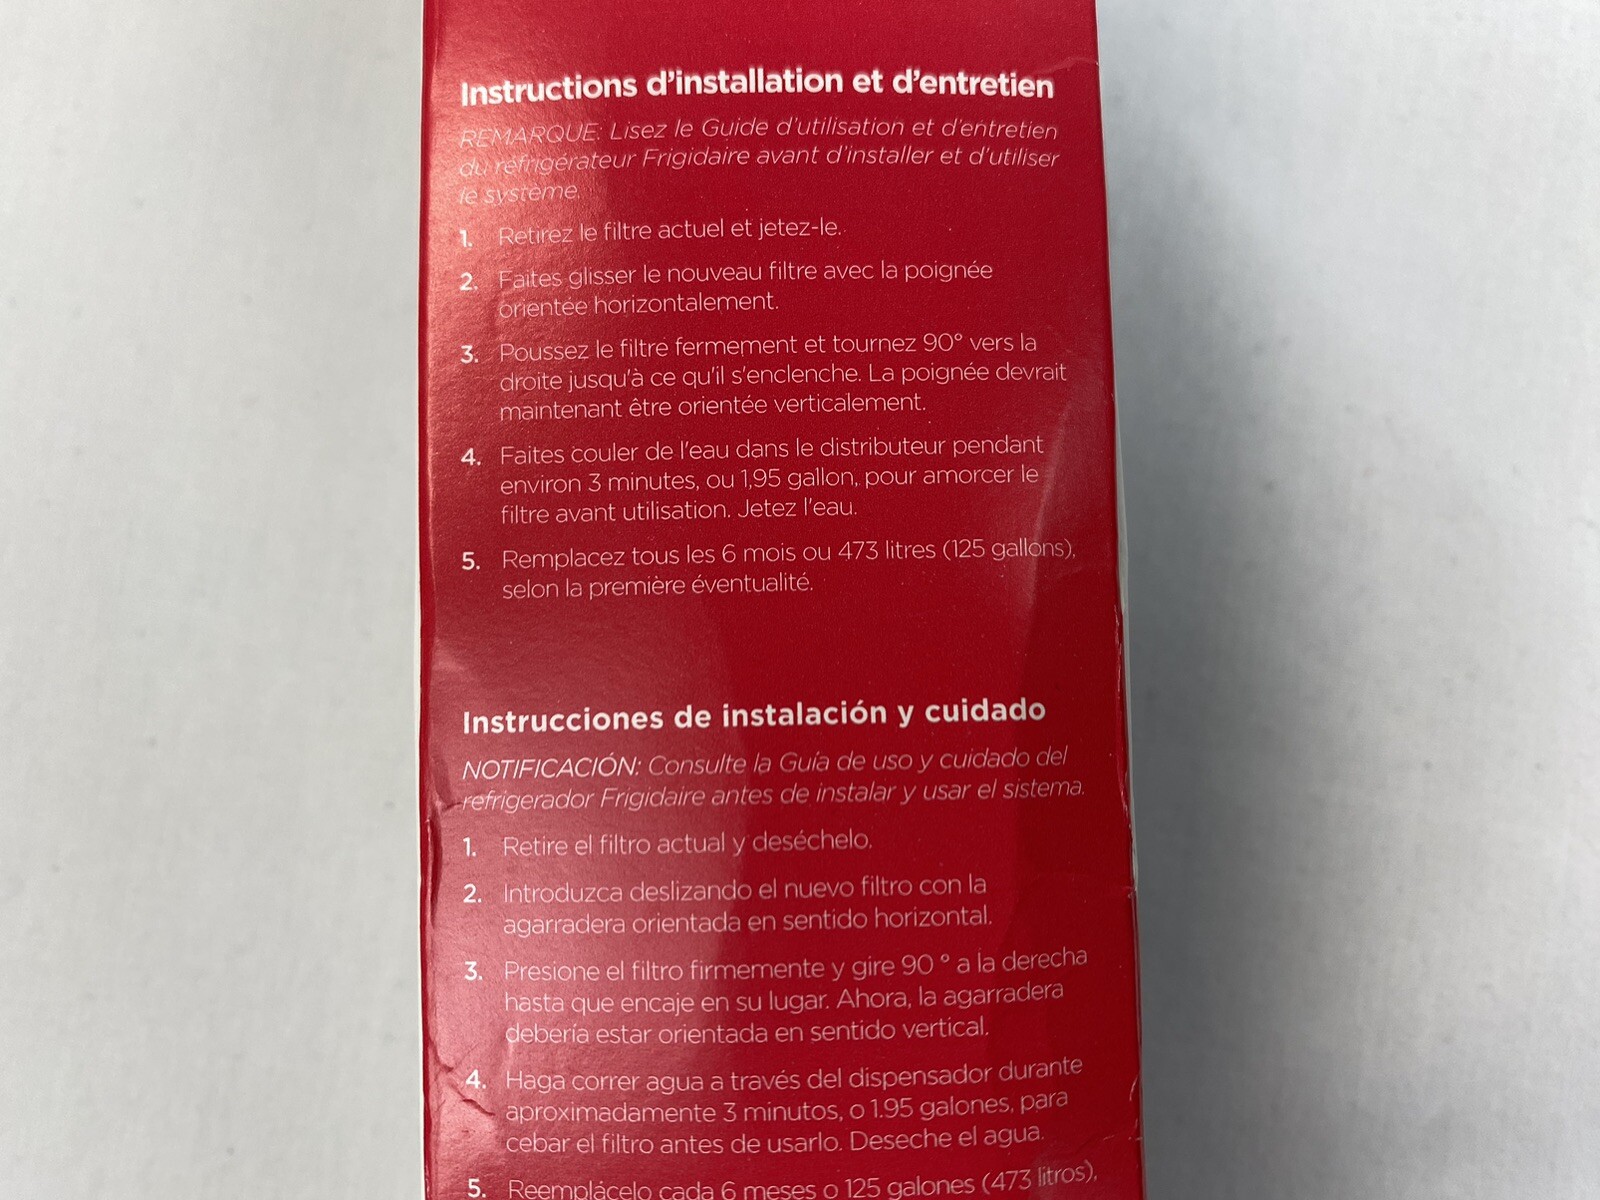 Instructions d'installation et d'entretien
REMARQUE: Lisez le Guide d'utilisation et d'entretien
du réfrigérateur Frigidaire avant d'installer et d'utiliser
le système.
1. Retirez le filtre actuel et jetez-le.
2. Faites glisser le nouveau filtre avec la poignée
orientée horizontalement.
3. Poussez le filtre fermement et tournez 90° vers la
droite jusqu'à ce qu'il s'enclenche. La poignée devrait
maintenant être orientée verticalement.
4. Faites couler de l'eau dans le distributeur pendant
environ 3 minutes, ou 1,95 gallon, pour amorcer le
filtre avant utilisation. Jetez l'eau.
5. Remplacez tous les 6 mois ou 473 litres (125 gallons),
selon la première éventualité.
Instrucciones de instalación y cuidado
NOTIFICACIÓN: Consulte la Guía de uso y cuidado del
refrigerador Frigidaire antes de instalar y usar el sistema.
1. Retire el filtro actual y deséchelo.
2. Introduzca deslizando el nuevo filtro con la
agarradera orientada en sentido horizontal.
3. Presione el filtro firmemente y gire 90 ° a la derecha
hasta que encaje en su lugar. Ahora, la agarradera
debería estar orientada en sentido vertical.
4. Haga correr agua a través del dispensador durante
aproximadamente 3 minutos, o 1.95 galones, para
cebar el filtro antes de usarlo. Deseche el agua.
5. Reemplácelo cada 6 meses o 125 galones (473 litros),